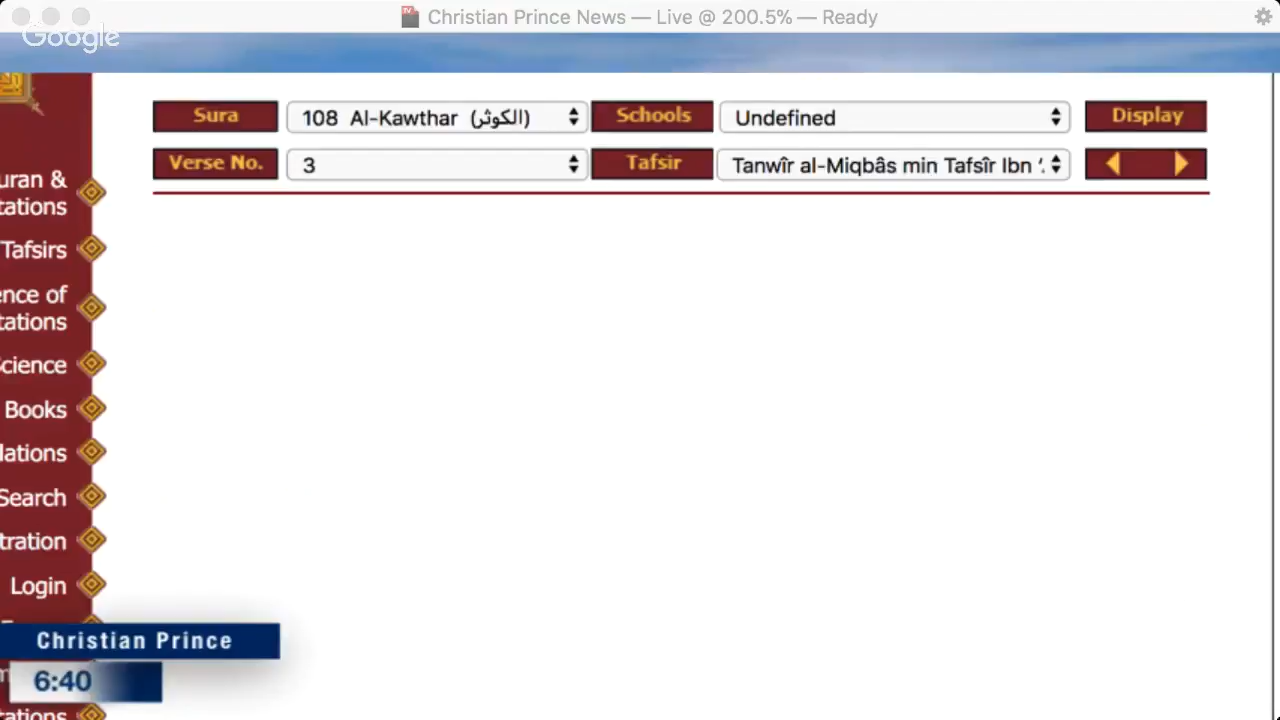 Christian Prince News — Live @ 200.5% — Ready
Google
Sura
108 Al-Kawthar (الكوثر)
Schools
Undefined
Display
Verse No.
3
Tafsir
Tanwîr al-Miqbâs min Tafsîr Ibn ‘.
uran &
tations
Tafsirs
ence of
tations
Science
Books
lations
Search
tration
Login
Christian Prince
6:40
tations